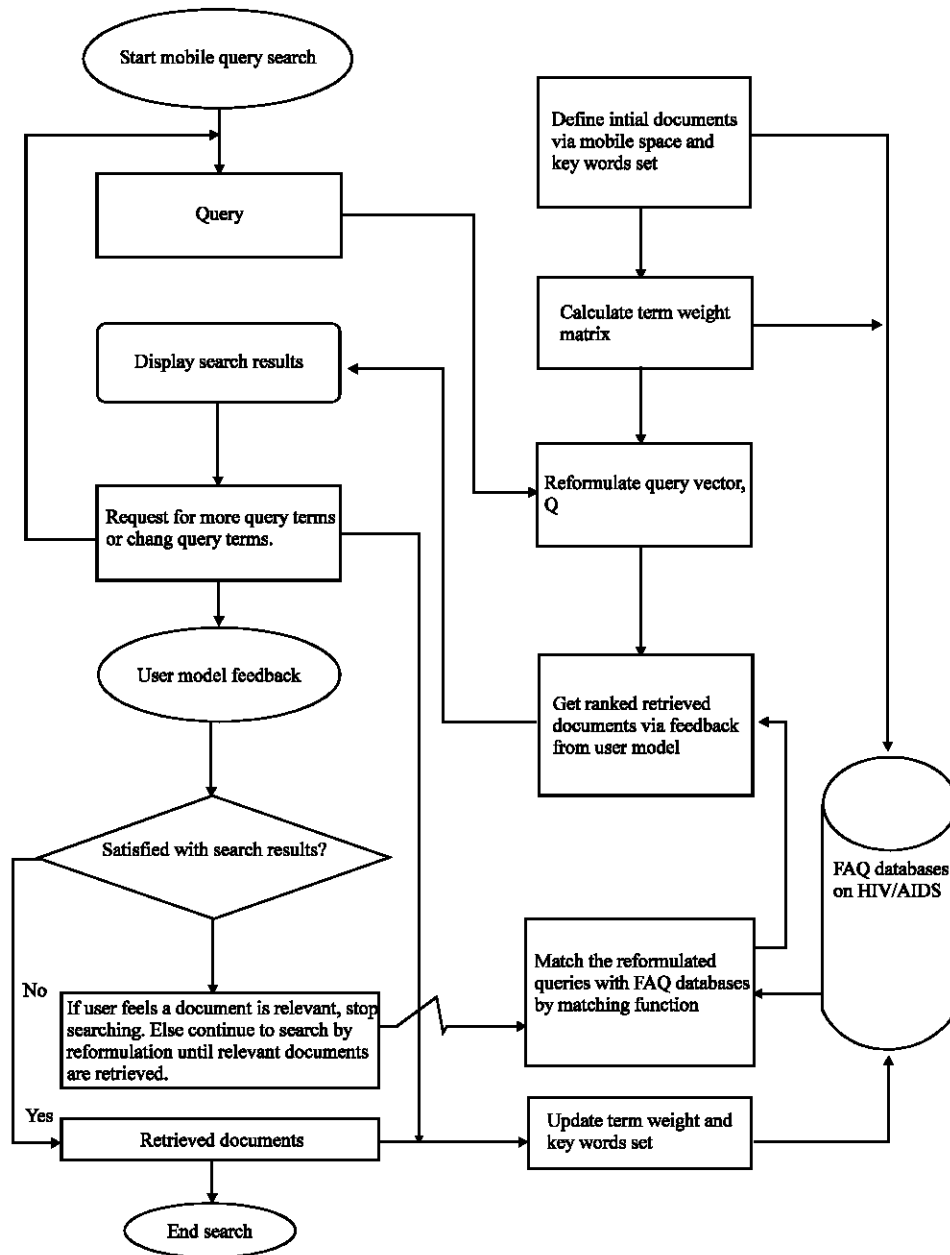 Start mobile query search
Define intial documents
via mobile space and
key words set
Query
Calculate term weight
matrix
Display search results
Reformulate query vector,
Q
Request for more query terms
or chang query terms.
User model feedback
Get ranked retrieved
documents via feedback
from user model
Satisfied with search results?
FAQ databases
on HIV/AIDS
No
If user feels a document is relevant, stop
searching. Else continue to search by
reformulation until relevant documents
are retrieved.
Match the reformulated
queries with FAQ databases
by matching function
Yes
Retrieved documents
Update term weight and
key words set
End search